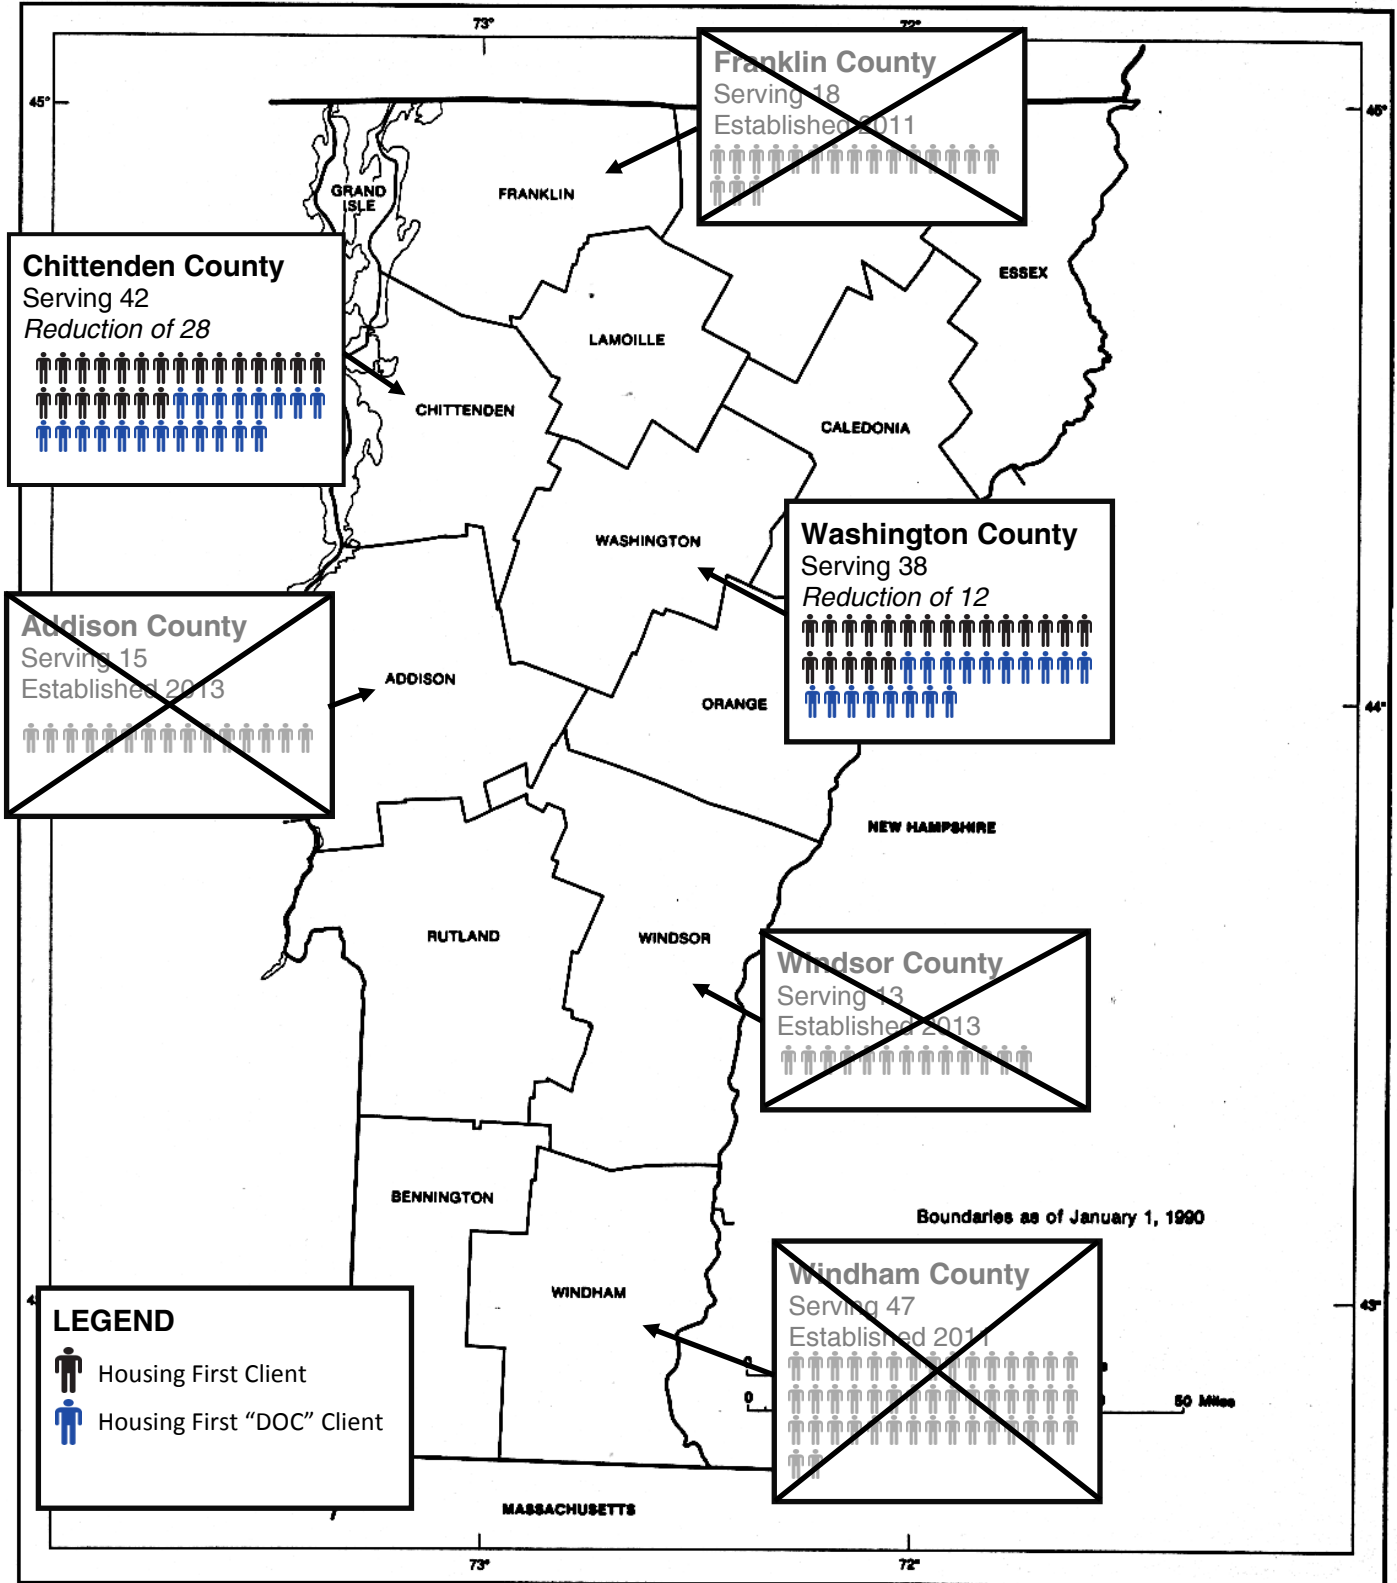 73°
72°
45°
45°
Franklin County
Serving 18
Established 2011
GRAND
ISLE
FRANKLIN
ESSEX
Chittenden County
Serving 42
Reduction of 28
LAMOILLE
CHITTENDEN
CALEDONIA
WASHINGTON
Washington County
Serving 38
Reduction of 12
Addison County
Serving 15
Established 2013
ADDISON
ORANGE
44°
NEW HAMPSHIRE
RUTLAND
WINDSOR
Windsor County
Serving 13
Established 2013
BENNINGTON
Boundaries as of January 1, 1990
WINDHAM
Windham County
Serving 47
Established 2011
43°
0
0
50 Miles
LEGEND
Housing First Client
Housing First “DOC” Client
MASSACHUSETTS
73°
72°